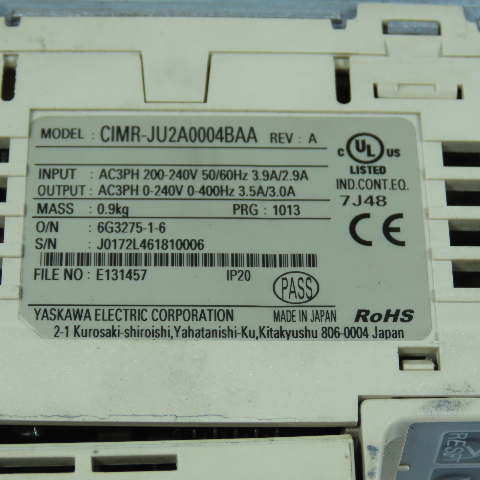 MODEL : CIMR-JU2A0004BAA REV : A
INPUT : AC3PH 200-240V 50/60Hz 3.9A/2.9A
OUTPUT : AC3PH 0-240V 0-400Hz 3.5A/3.0A
MASS : 0.9kg PRG : 1013
O/N : 6G3275-1-6
S/N : J0172L461810006
FILE NO : E131457 IP20
PASS
YASKAWA ELECTRIC CORPORATION MADE IN JAPAN RoHS
2-1 Kurosaki-shiroishi,Yahatanishi-Ku,Kitakyushu 806-0004 Japan
c UL us
LISTED
IND.CONT.EQ.
7J48
CE